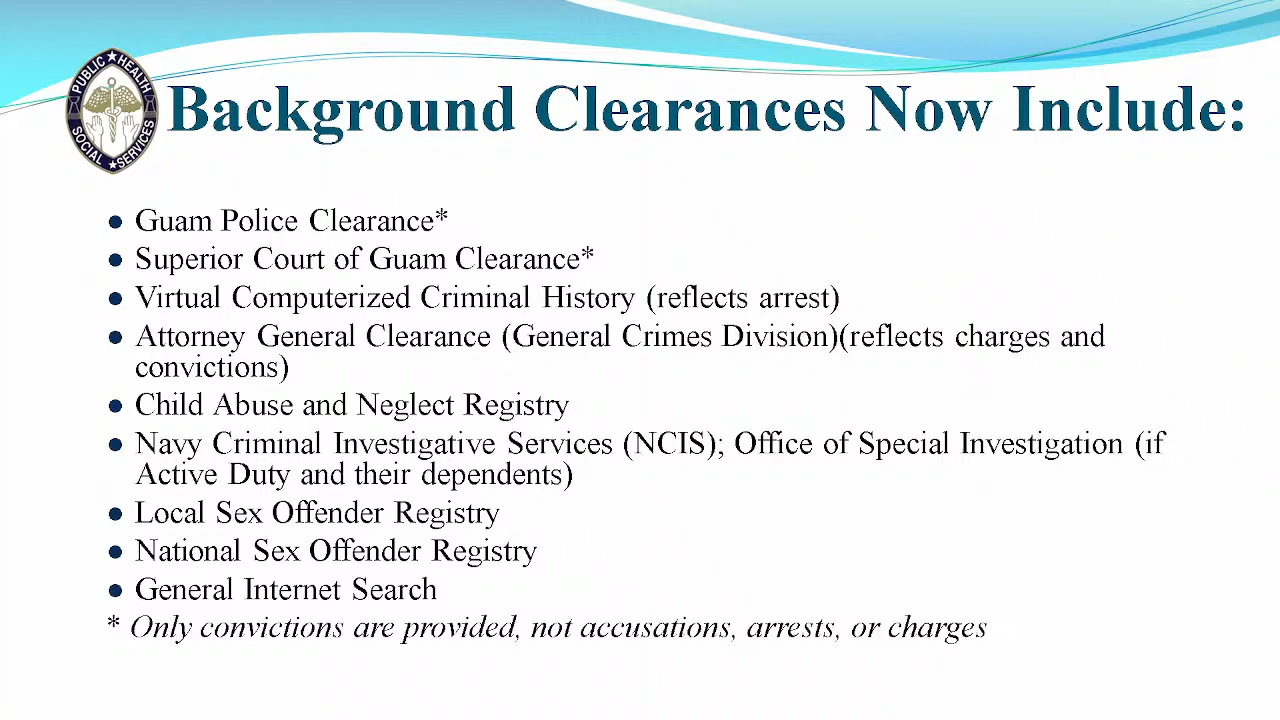 PUBLIC ★ HEALTH
SOCIAL ★ SERVICES
Background Clearances Now Include:
● Guam Police Clearance*
● Superior Court of Guam Clearance*
● Virtual Computerized Criminal History (reflects arrest)
● Attorney General Clearance (General Crimes Division)(reflects charges and
convictions)
● Child Abuse and Neglect Registry
● Navy Criminal Investigative Services (NCIS); Office of Special Investigation (if
Active Duty and their dependents)
● Local Sex Offender Registry
● National Sex Offender Registry
● General Internet Search
* Only convictions are provided, not accusations, arrests, or charges